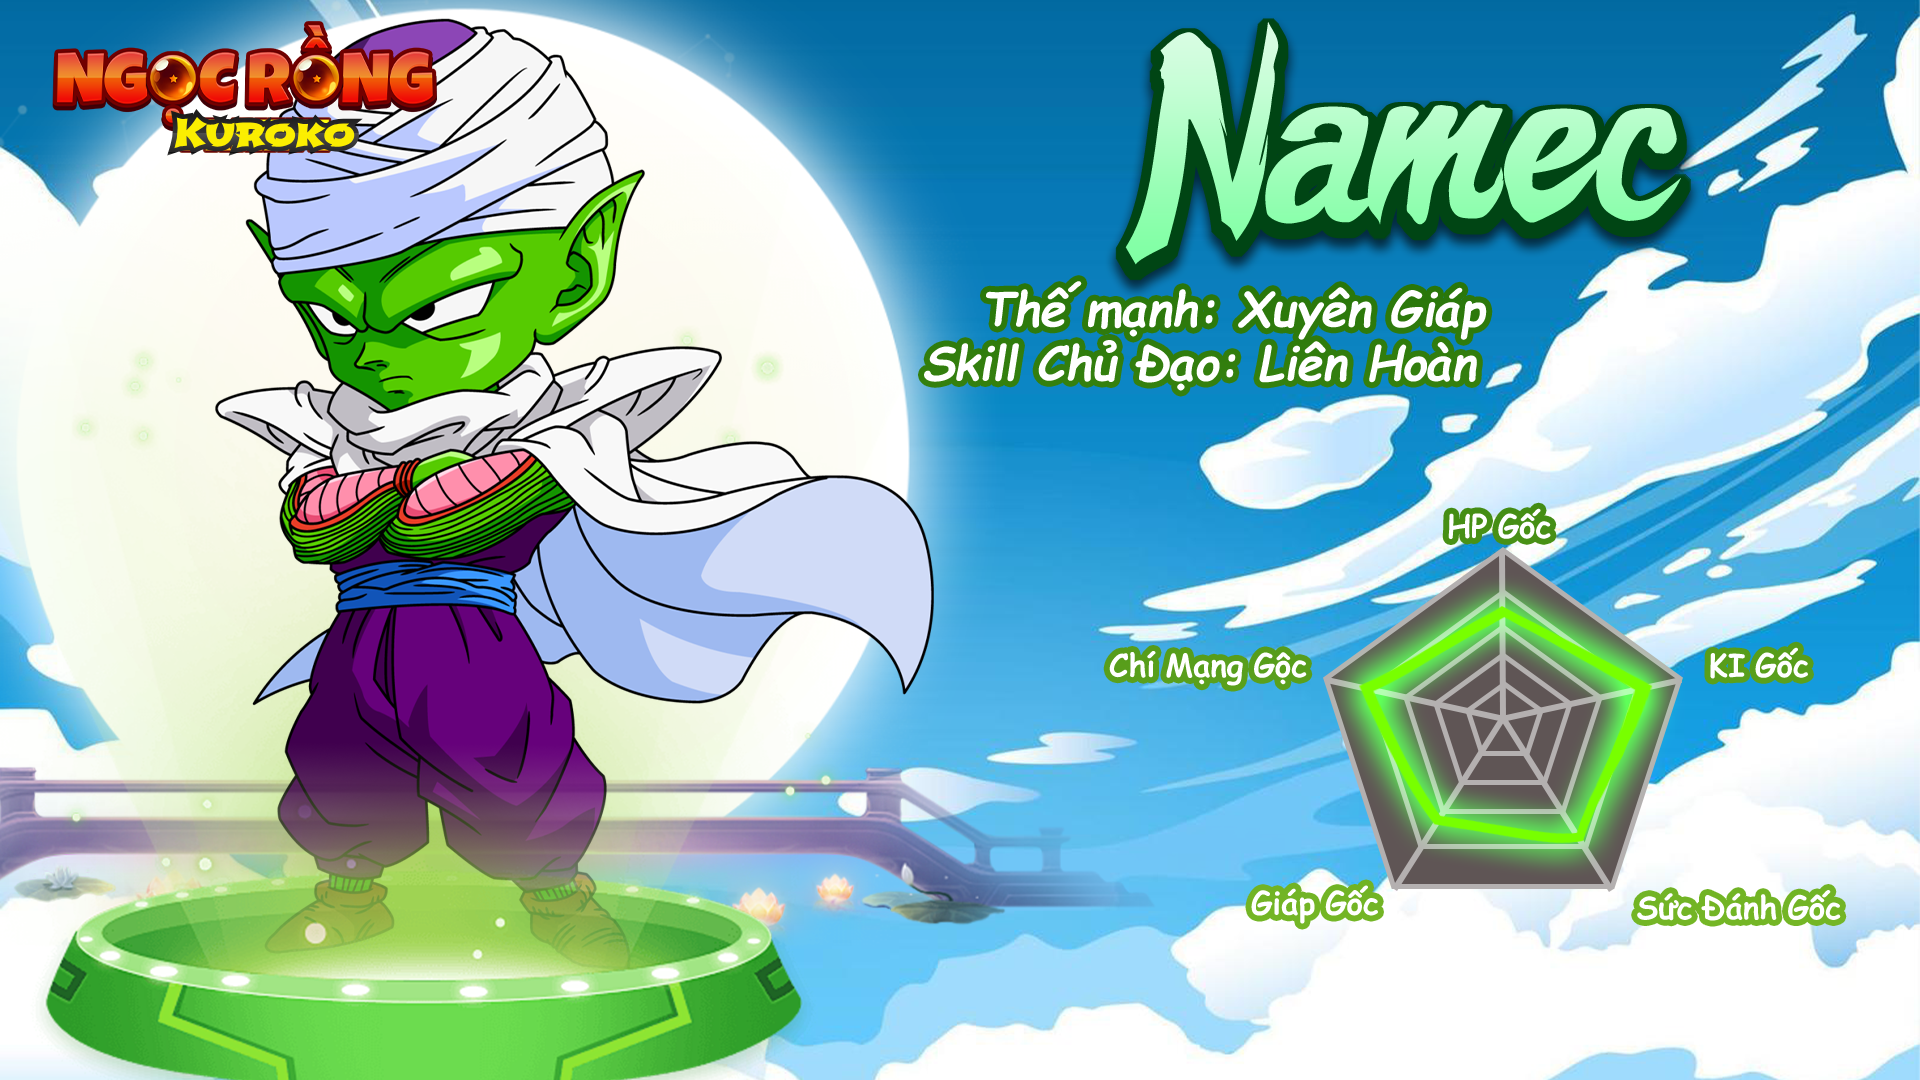 NGỌC RỒNG
KUROKO
Namec
Thế mạnh: Xuyên Giáp
Skill Chủ Đạo: Liên Hoàn
HP Gốc
Chí Mạng Gộc
KI Gốc
Giáp Gốc
Sức Đánh Gốc